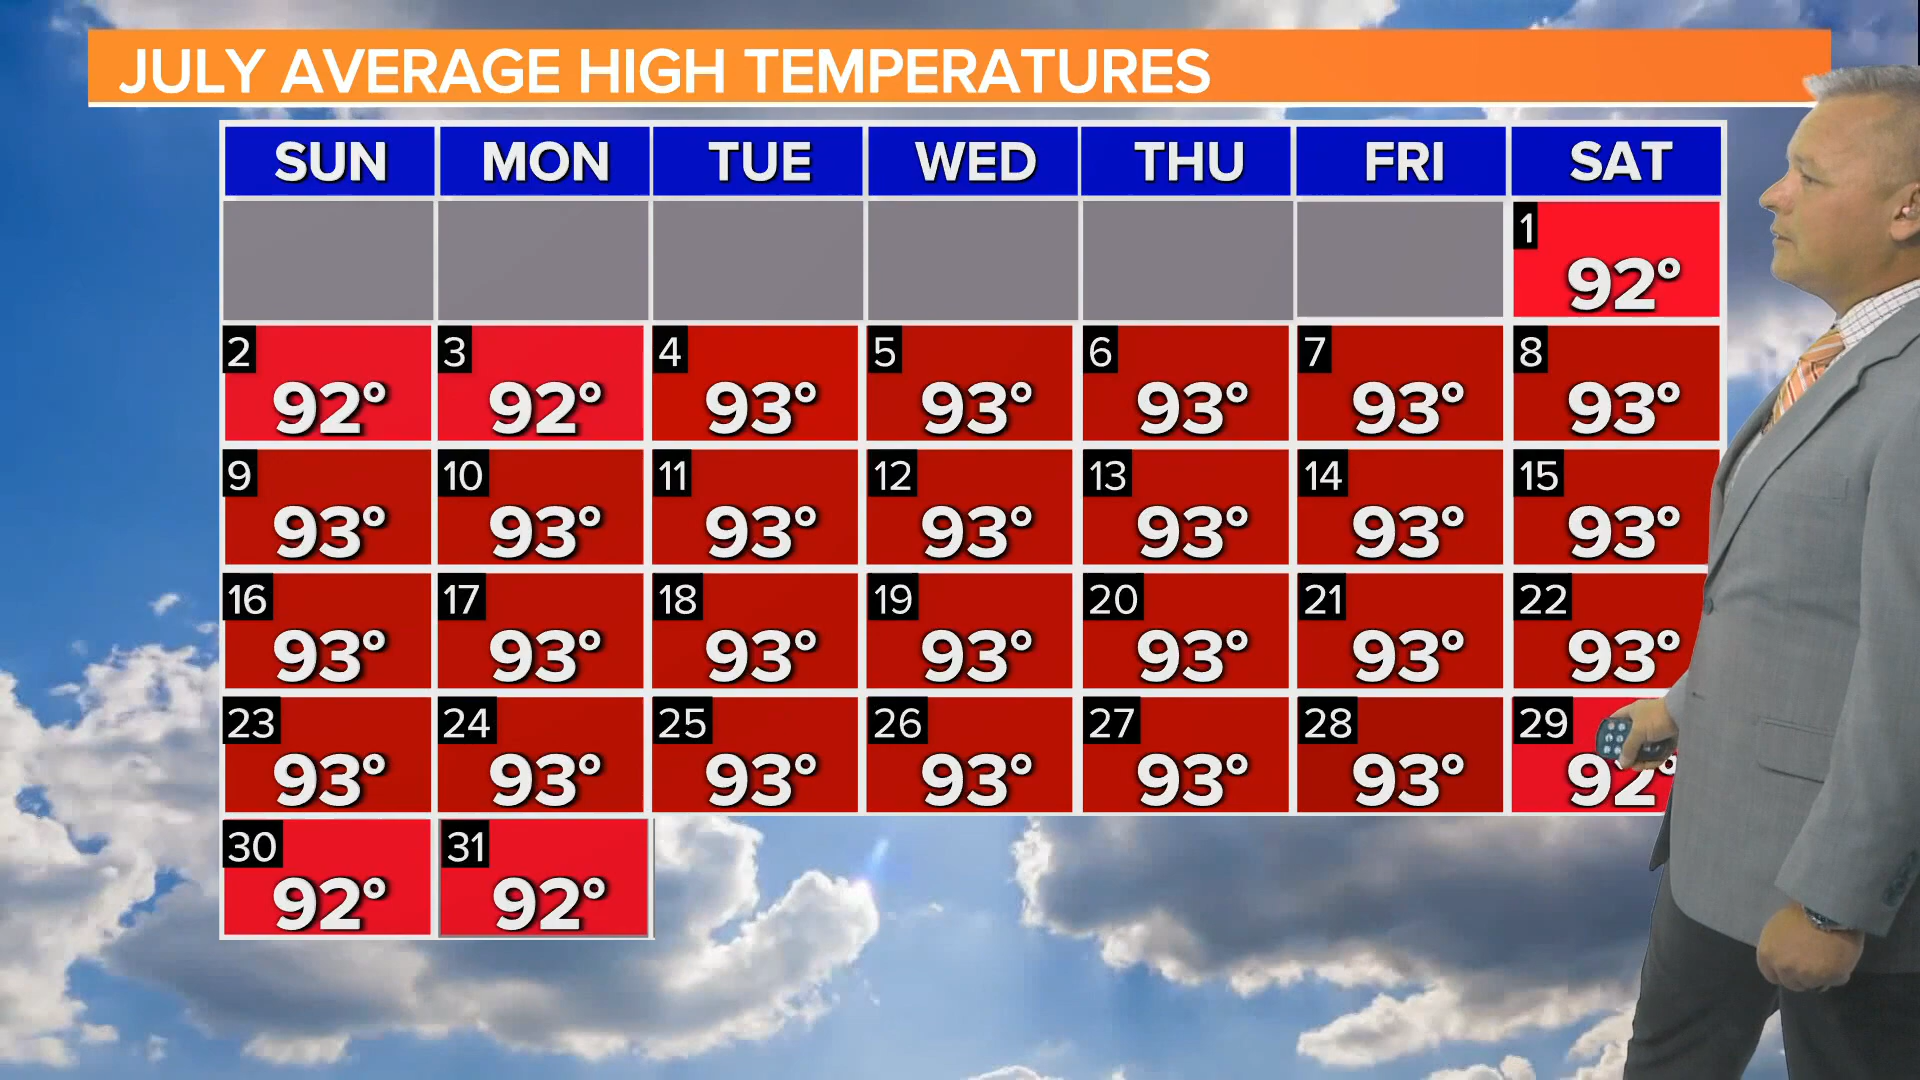 JULY AVERAGE HIGH TEMPERATURES
SUN MON TUE WED THU FRI SAT
1
92°
2 3 4 5 6 7 8
92° 92° 93° 93° 93° 93° 93°
9 10 11 12 13 14 15
93° 93° 93° 93° 93° 93° 93°
16 17 18 19 20 21 22
93° 93° 93° 93° 93° 93° 93°
23 24 25 26 27 28 29
93° 93° 93° 93° 93° 93° 92°
30 31
92° 92°